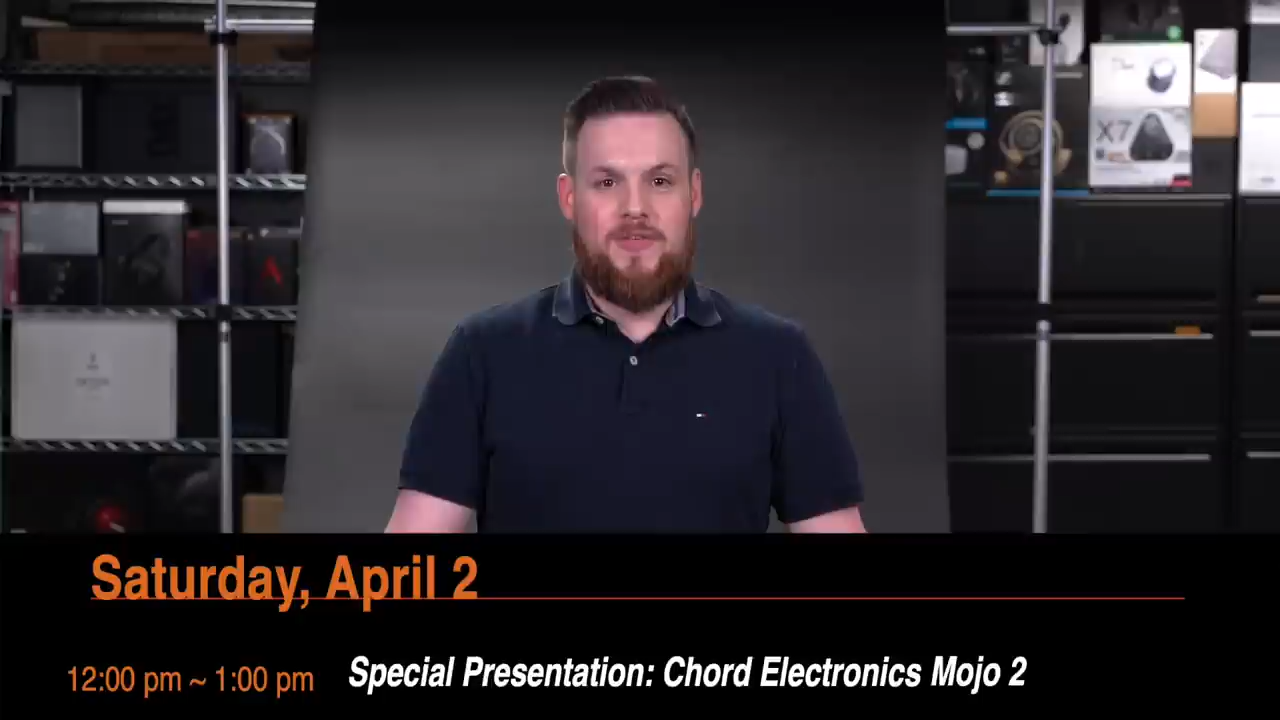 X7
Saturday, April 2
12:00 pm ~ 1:00 pm
Special Presentation: Chord Electronics Mojo 2